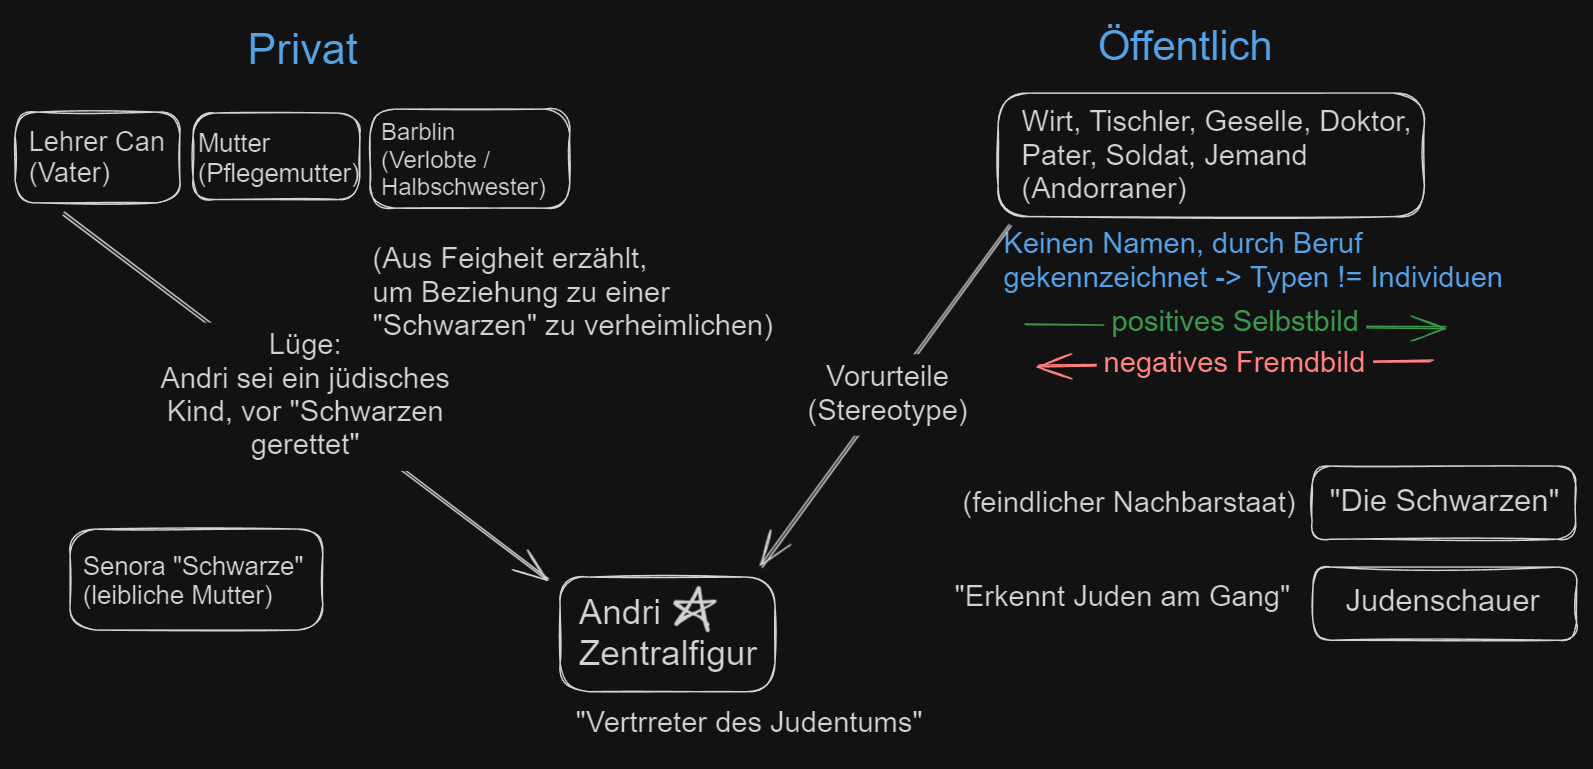 Privat
Öffentlich
Lehrer Can
(Vater)
Mutter
(Pflegemutter)
Barblin
(Verlobte /
Halbschwester)
Wirt, Tischler, Geselle, Doktor,
Pater, Soldat, Jemand
(Andorraner)
Keinen Namen, durch Beruf
gekennzeichnet -> Typen != Individuen
positives Selbstbild
negatives Fremdbild
(Aus Feigheit erzählt,
um Beziehung zu einer
"Schwarzen" zu verheimlichen)
Lüge:
Andri sei ein jüdisches
Kind, vor "Schwarzen
gerettet"
Vorurteile
(Stereotype)
(feindlicher Nachbarstaat)
"Die Schwarzen"
"Erkennt Juden am Gang"
Judenschauer
Senora "Schwarze"
(leibliche Mutter)
Andri
Zentralfigur
"Vertrreter des Judentums"